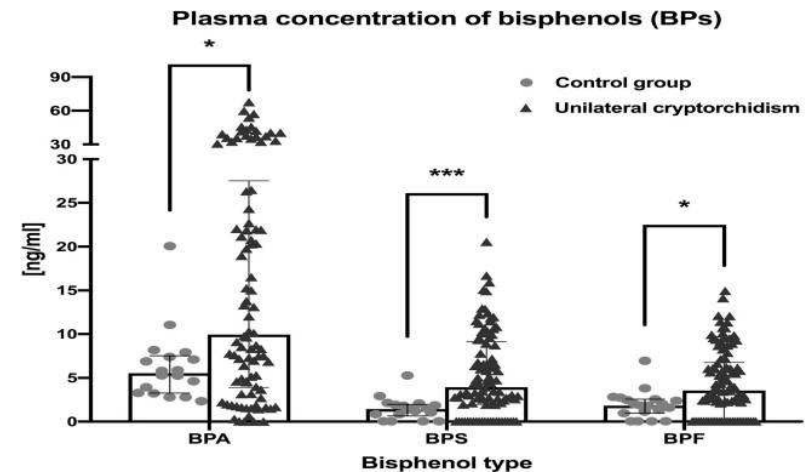 Plasma concentration of bisphenols (BPs)
*
90
Control group
60
Unilateral cryptorchidism
30
30
***
25
*
20
[ng/ml]
15
10
5
0
BPA
BPS
BPF
Bisphenol type